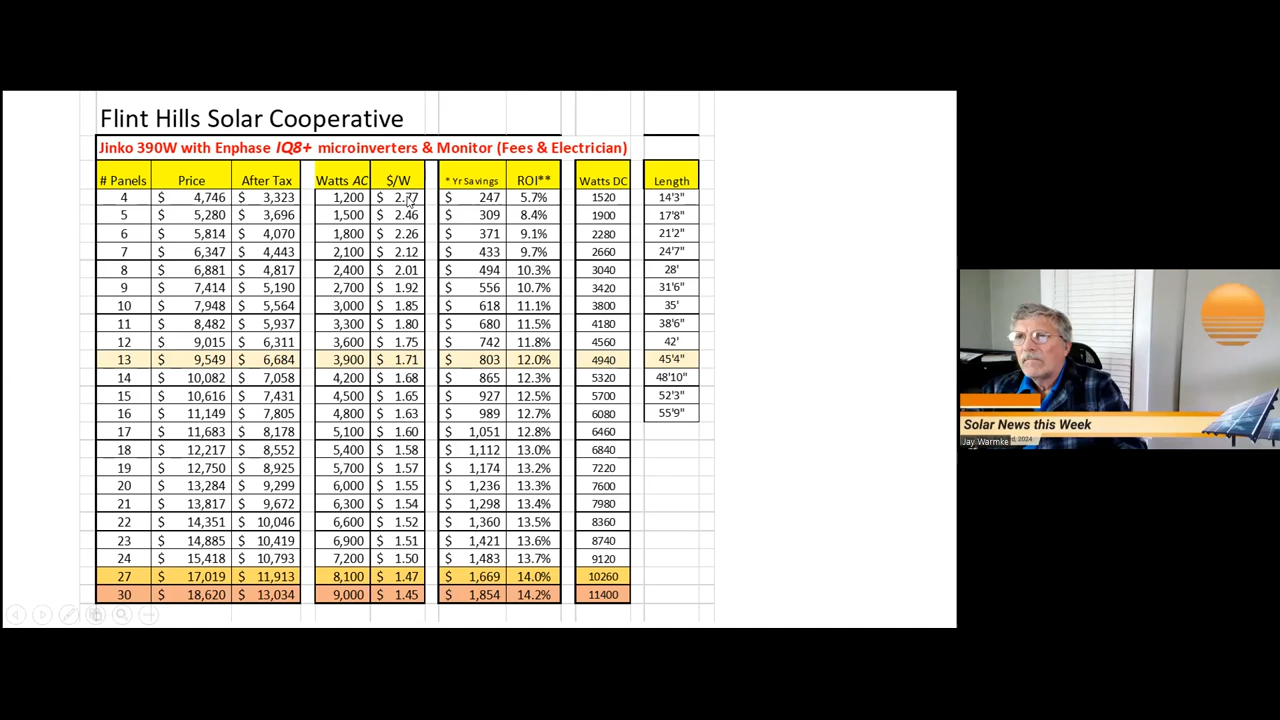 Flint Hills Solar Cooperative
Jinko 390W with Enphase IQ8+ microinverters & Monitor (Fees & Electrician)
# Panels Price After Tax Watts AC $/W * Yr Savings ROI** Watts DC Length
4 $ 4,746 $ 3,323 1,200 $ $ 247 5.7% 1520 14'3"
5 $ 5,280 $ 3,696 1,500 $ 2.46 $ 309 8.4% 1900 17'8"
6 $ 5,814 $ 4,070 1,800 $ 2.26 $ 371 9.1% 2280 21'2"
7 $ 6,347 $ 4,443 2,100 $ 2.12 $ 433 9.7% 2660 24'7"
8 $ 6,881 $ 4,817 2,400 $ 2.01 $ 494 10.3% 3040 28'
9 $ 7,414 $ 5,190 2,700 $ 1.92 $ 556 10.7% 3420 31'6"
10 $ 7,948 $ 5,564 3,000 $ 1.85 $ 618 11.1% 3800 35'
11 $ 8,482 $ 5,937 3,300 $ 1.80 $ 680 11.5% 4180 38'6"
12 $ 9,015 $ 6,311 3,600 $ 1.75 $ 742 11.8% 4560 42'
13 $ 9,549 $ 6,684 3,900 $ 1.71 $ 803 12.0% 4940 45'4"
14 $ 10,082 $ 7,058 4,200 $ 1.68 $ 865 12.3% 5320 48'10"
15 $ 10,616 $ 7,431 4,500 $ 1.65 $ 927 12.5% 5700 52'3"
16 $ 11,149 $ 7,805 4,800 $ 1.63 $ 989 12.7% 6080 55'9"
17 $ 11,683 $ 8,178 5,100 $ 1.60 $ 1,051 12.8% 6460
18 $ 12,217 $ 8,552 5,400 $ 1.58 $ 1,112 13.0% 6840
19 $ 12,750 $ 8,925 5,700 $ 1.57 $ 1,174 13.2% 7220
20 $ 13,284 $ 9,299 6,000 $ 1.55 $ 1,236 13.3% 7600
21 $ 13,817 $ 9,672 6,300 $ 1.54 $ 1,298 13.4% 7980
22 $ 14,351 $ 10,046 6,600 $ 1.52 $ 1,360 13.5% 8360
23 $ 14,885 $ 10,419 6,900 $ 1.51 $ 1,421 13.6% 8740
24 $ 15,418 $ 10,793 7,200 $ 1.50 $ 1,483 13.7% 9120
27 $ 17,019 $ 11,913 8,100 $ 1.47 $ 1,669 14.0% 10260
30 $ 18,620 $ 13,034 9,000 $ 1.45 $ 1,854 14.2% 11400
Solar News this Week
Jay Warmke 2024